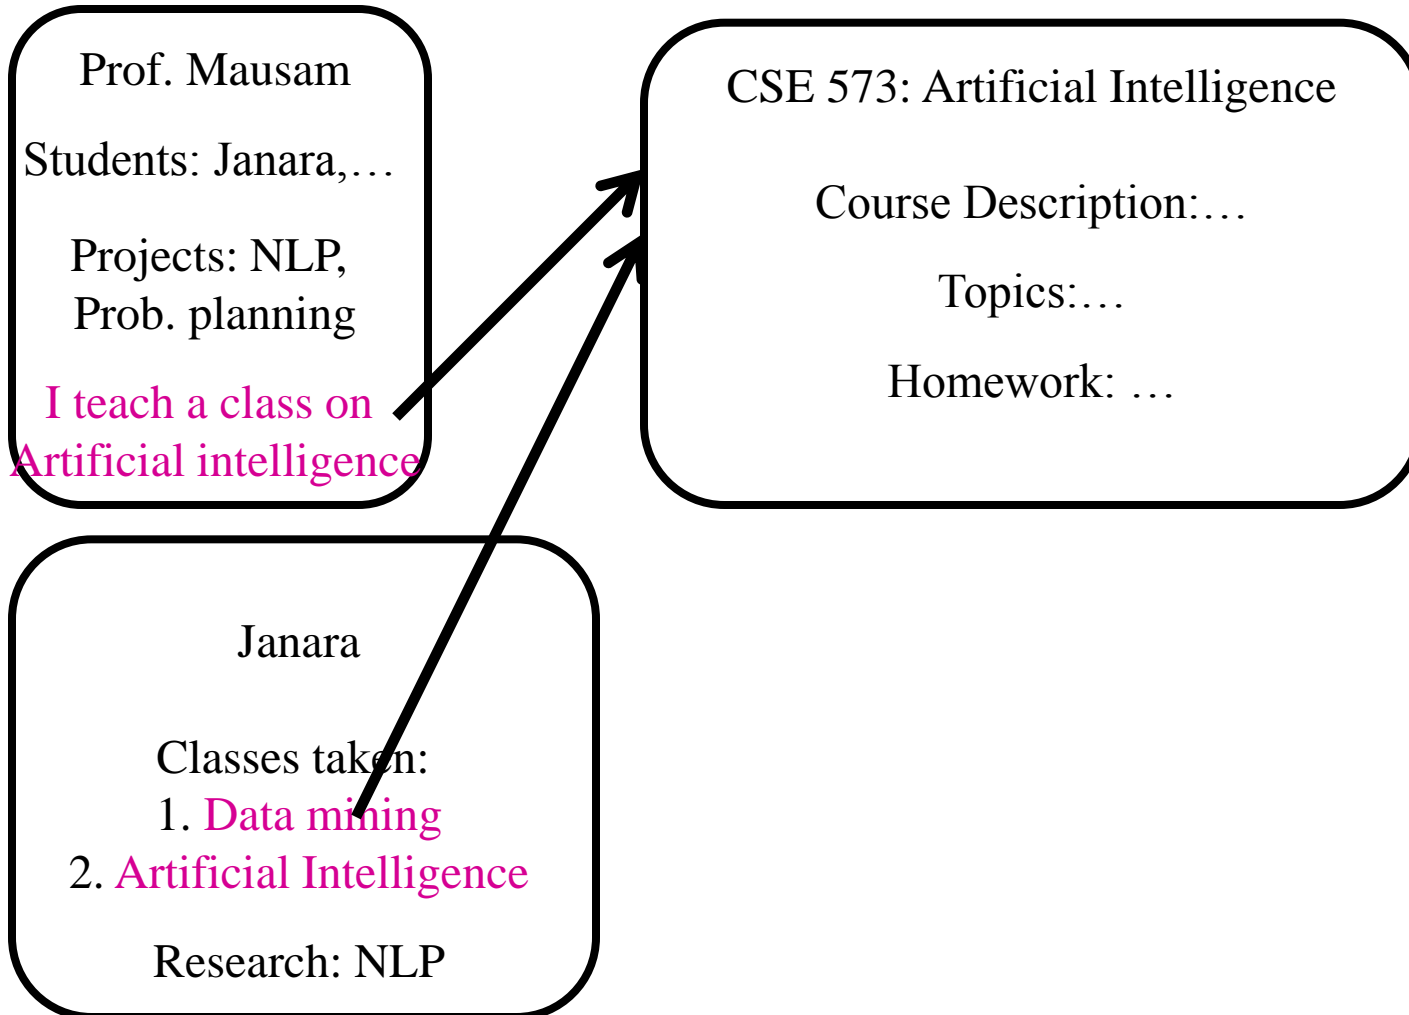 Prof. Mausam
Students: Janara,…
Projects: NLP,
Prob. planning
I teach a class on
Artificial intelligence
CSE 573: Artificial Intelligence
Course Description:…
Topics:…
Homework: …
Janara
Classes taken:
1. Data mining
2. Artificial Intelligence
Research: NLP